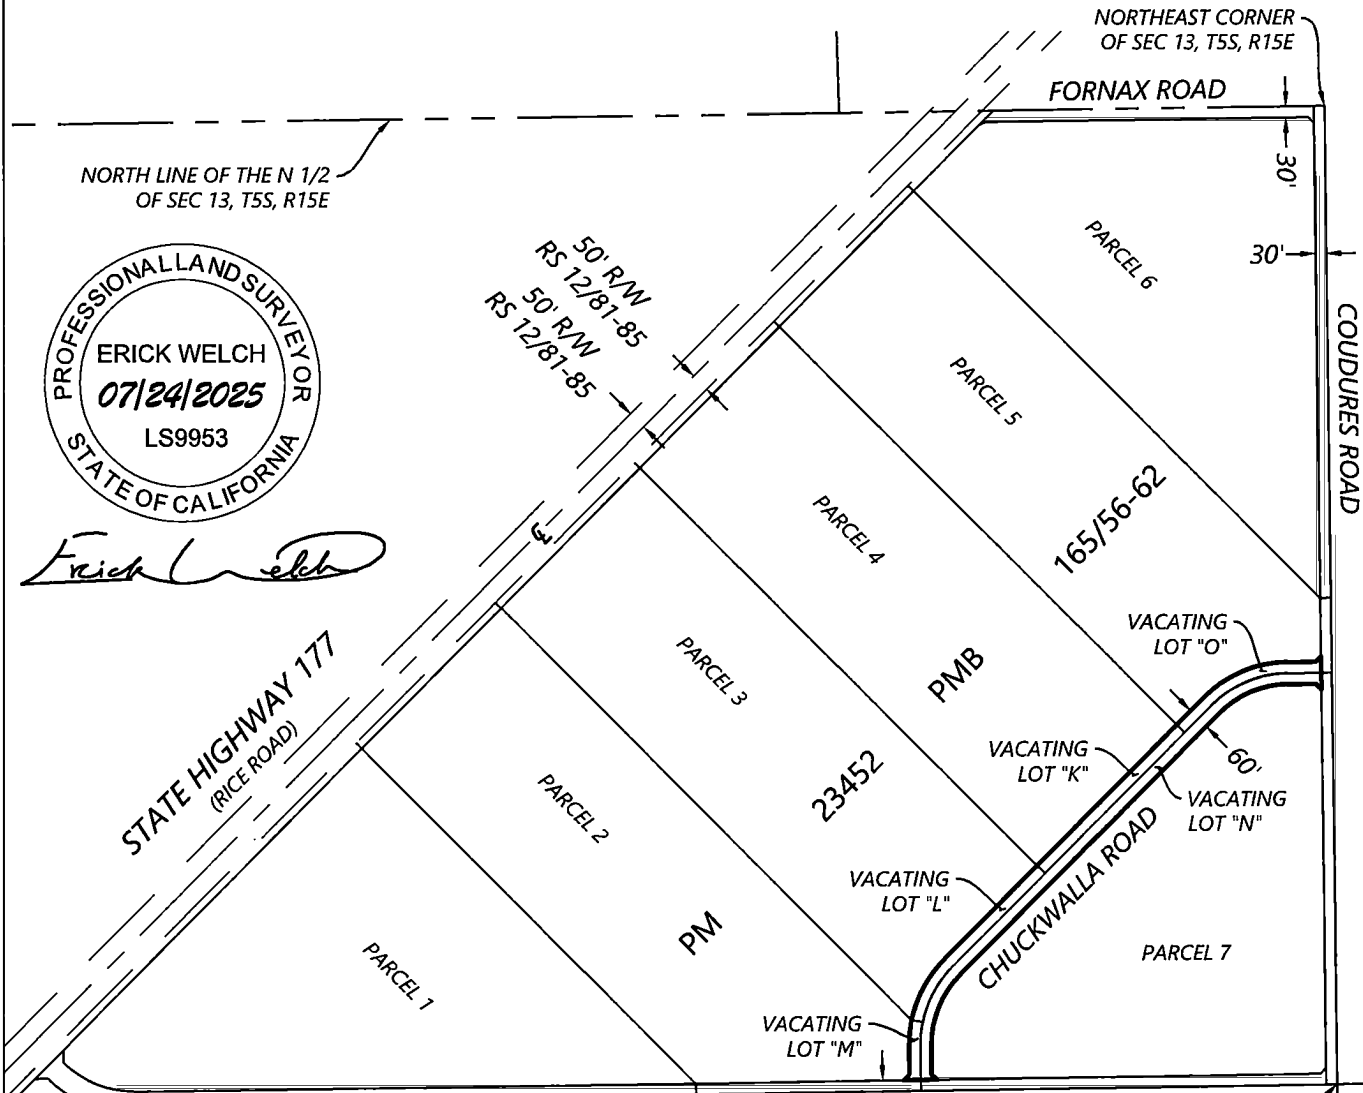 NORTHEAST CORNER
OF SEC 13, T5S, R15E
FORNAX ROAD
NORTH LINE OF THE N 1/2
OF SEC 13, T5S, R15E
30'
30'
COUDURES ROAD
PROFESSIONAL LAND SURVEYOR
ERICK WELCH
07/24/2025
LS9953
STATE OF CALIFORNIA
Erick Welch
50' R/W
RS 12/81-85
50' R/W
RS 12/81-85
PARCEL 6
PARCEL 5
PARCEL 4
PARCEL 3
PARCEL 2
PARCEL 1
165/56-62
PMB
23452
PM
STATE HIGHWAY 177
(RICE ROAD)
VACATING
LOT "O"
VACATING
LOT "K"
60'
VACATING
LOT "N"
VACATING
LOT "L"
CHUCKWALLA ROAD
PARCEL 7
VACATING
LOT "M"